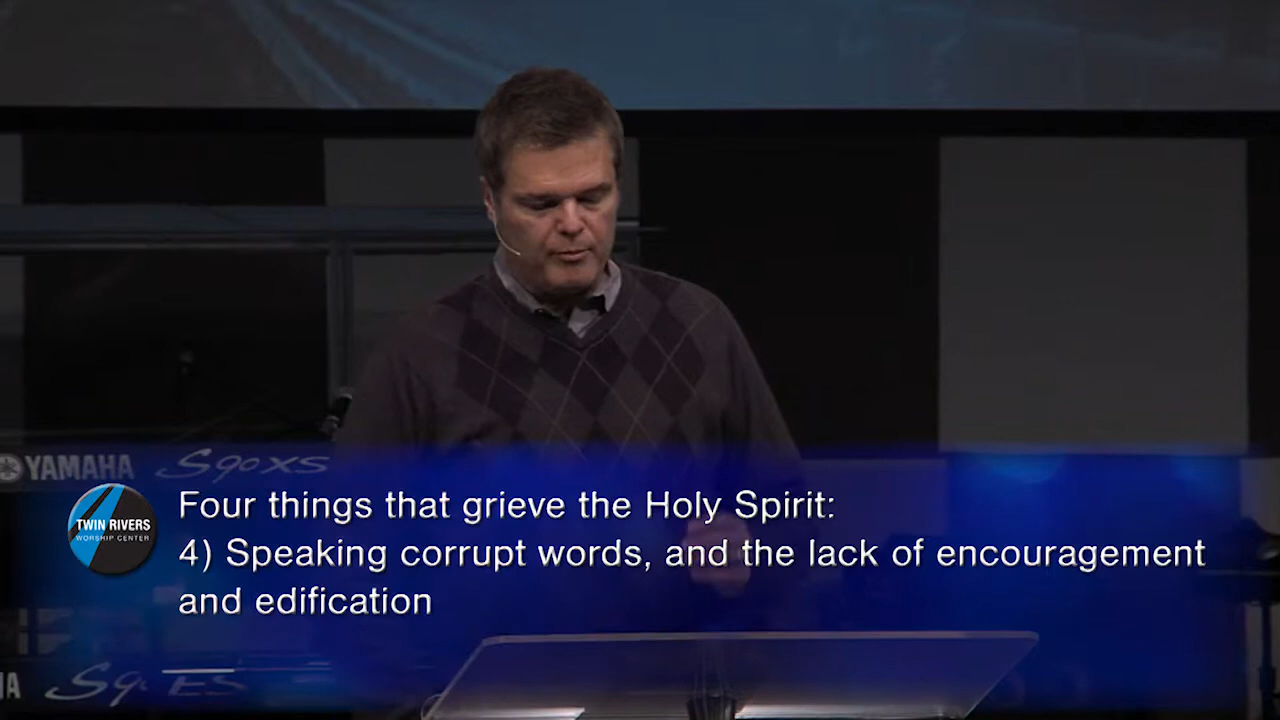 YAMAHA S90XS
TWIN RIVERS
WORSHIP CENTER
Four things that grieve the Holy Spirit:
4) Speaking corrupt words, and the lack of encouragement
and edification